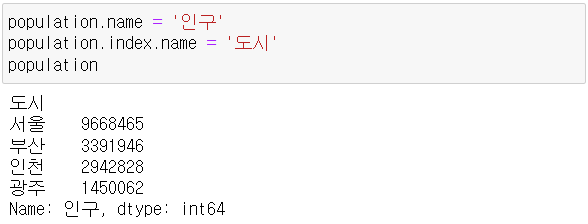 population.name = '인구'
population.index.name = '도시'
population
도시
서울 9668465
부산 3391946
인천 2942828
광주 1450062
Name: 인구, dtype: int64